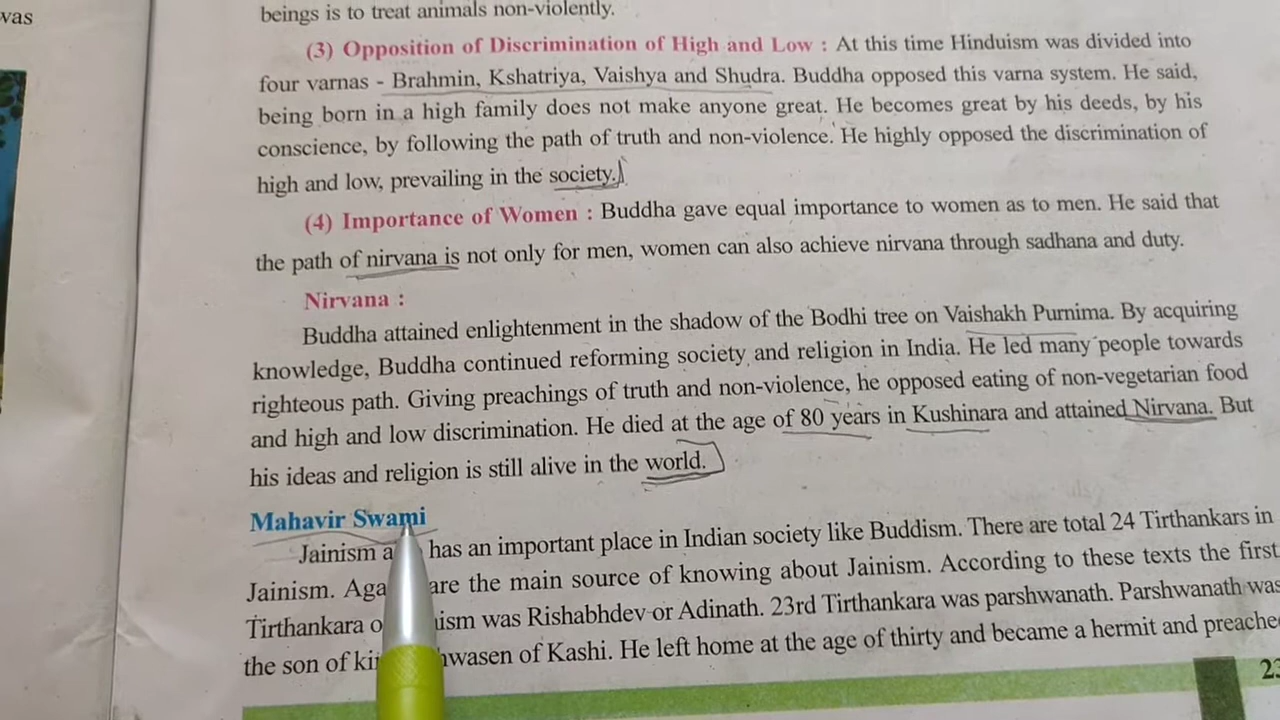 was
beings is to treat animals non-violently.
(3) Opposition of Discrimination of High and Low : At this time Hinduism was divided into
four varnas - Brahmin, Kshatriya, Vaishya and Shudra. Buddha opposed this varna system. He said,
being born in a high family does not make anyone great. He becomes great by his deeds, by his
conscience, by following the path of truth and non-violence. He highly opposed the discrimination of
high and low, prevailing in the society.
(4) Importance of Women : Buddha gave equal importance to women as to men. He said that
the path of nirvana is not only for men, women can also achieve nirvana through sadhana and duty.
Nirvana :
Buddha attained enlightenment in the shadow of the Bodhi tree on Vaishakh Purnima. By acquiring
knowledge, Buddha continued reforming society and religion in India. He led many people towards
righteous path. Giving preachings of truth and non-violence, he opposed eating of non-vegetarian food
and high and low discrimination. He died at the age of 80 years in Kushinara and attained Nirvana. But
his ideas and religion is still alive in the world.
Mahavir Swami
Jainism has an important place in Indian society like Buddism. There are total 24 Tirthankars in
Jainism. are the main source of knowing about Jainism. According to these texts the first
Tirthankara was Rishabhdev or Adinath. 23rd Tirthankara was parshwanath. Parshwanath was
the son of of Kashi. He left home at the age of thirty and became a hermit and